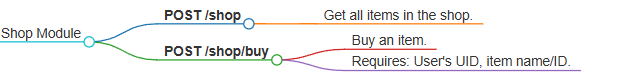 Shop Module
POST /shop
Get all items in the shop.
POST /shop/buy
Buy an item.
Requires: User's UID, item name/ID.